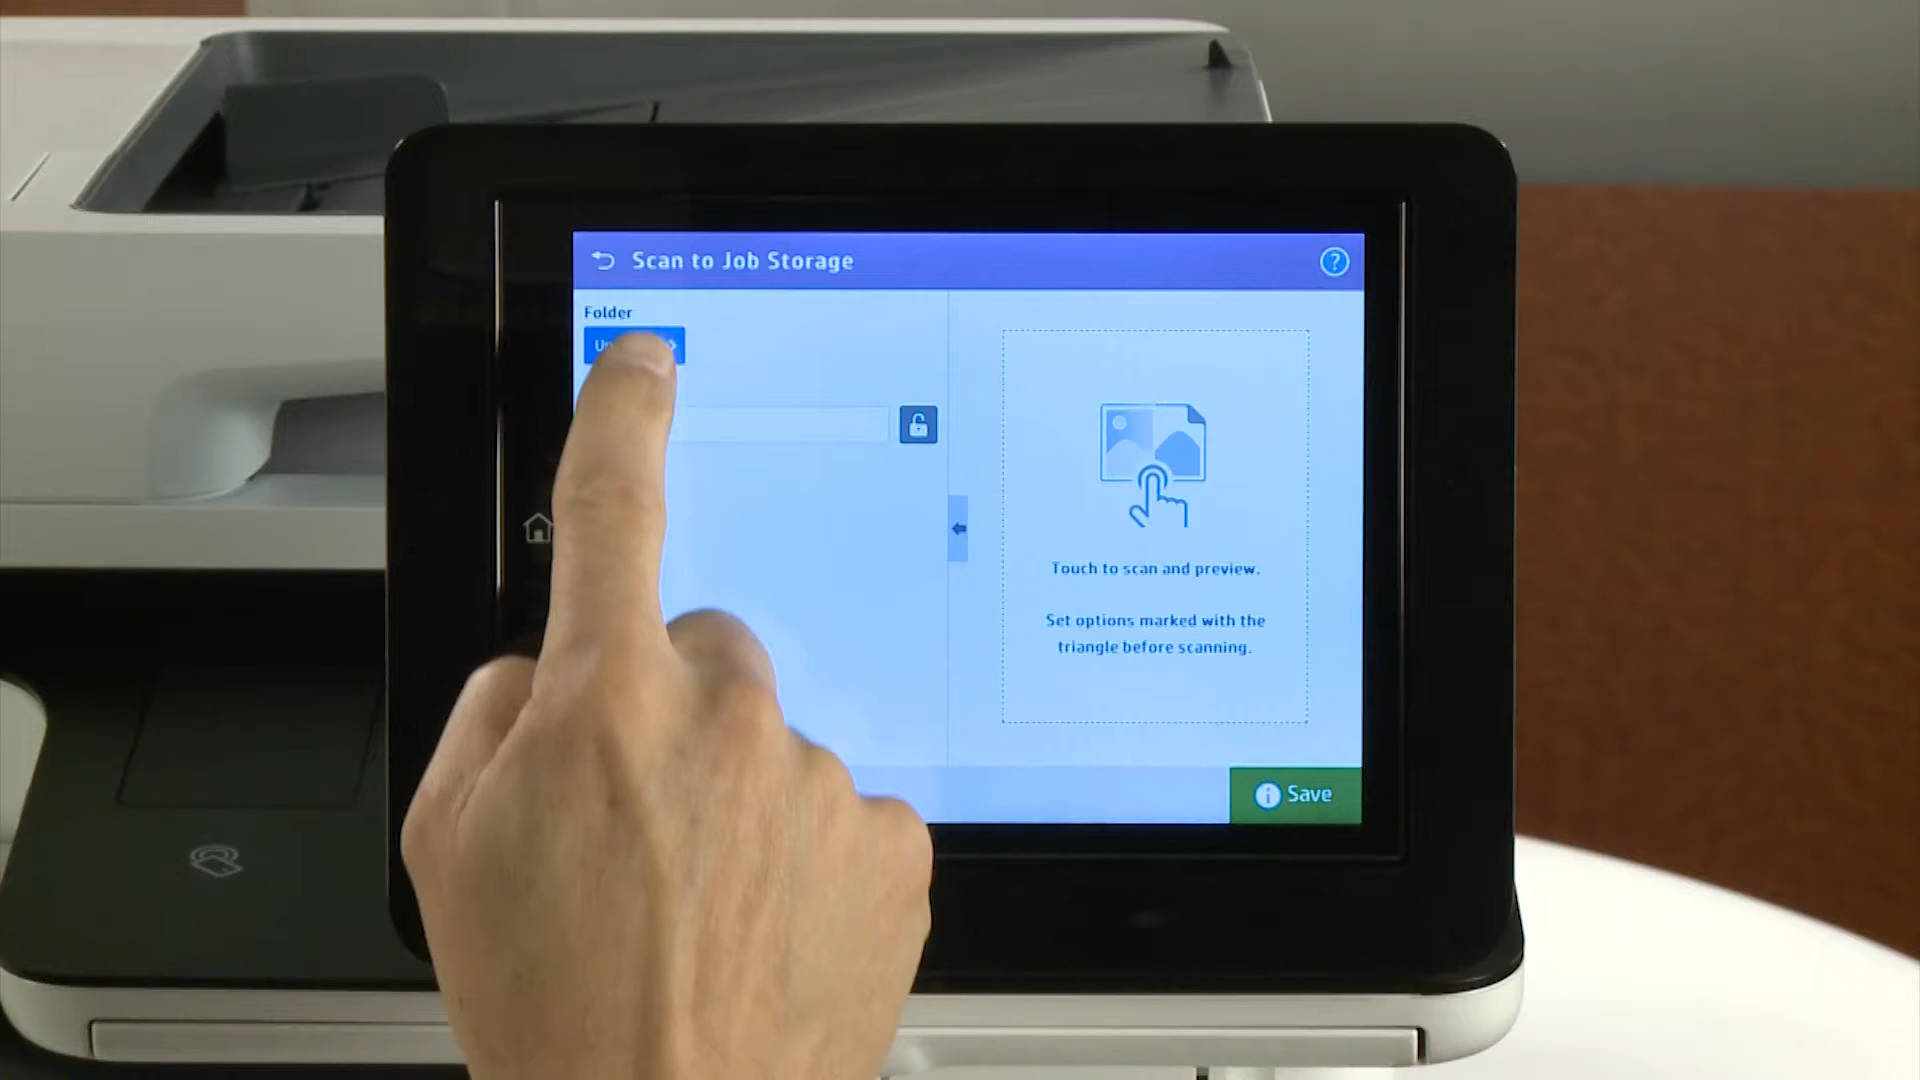 Scan to Job Storage
?
Folder
Touch to scan and preview.
Set options marked with the
triangle before scanning.
Save